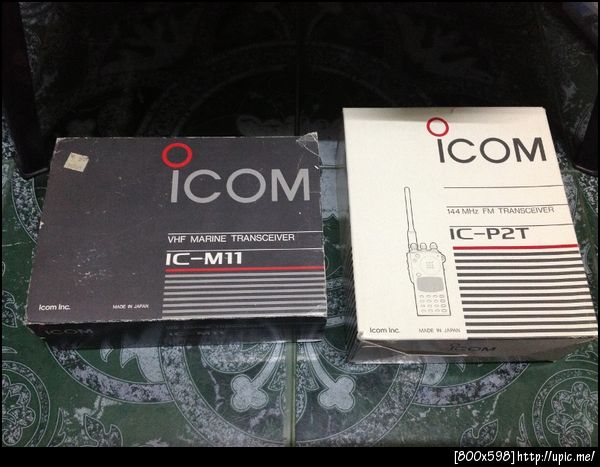 ICOM
VHF MARINE TRANSCEIVER
IC-M11
Icom Inc.
MADE IN JAPAN
ICOM
ICOM
144 MHz FM TRANSCEIVER
IC-P2T
Icom Inc.
MADE IN JAPAN
ICOM
[800x598]http://upic.me/